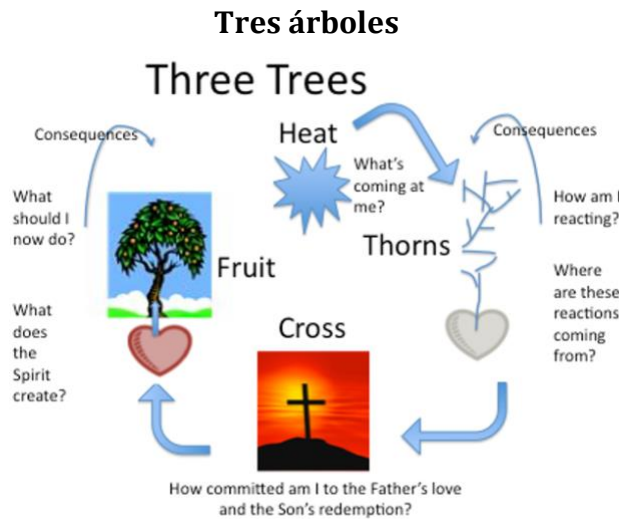 Tres árboles
Three Trees
Consequences
Heat
Consequences
What's
coming at
me?
What
should I
now do?
How am I
reacting?
Fruit
Thorns
What
does
the
Spirit
create?
Where
are these
reactions
coming
from?
Cross
How committed am I to the Father's love
and the Son's redemption?